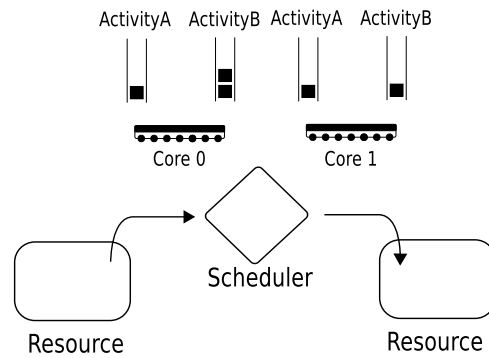 ActivityA ActivityB ActivityA ActivityB
Core 0 Core 1
Scheduler
Resource Resource